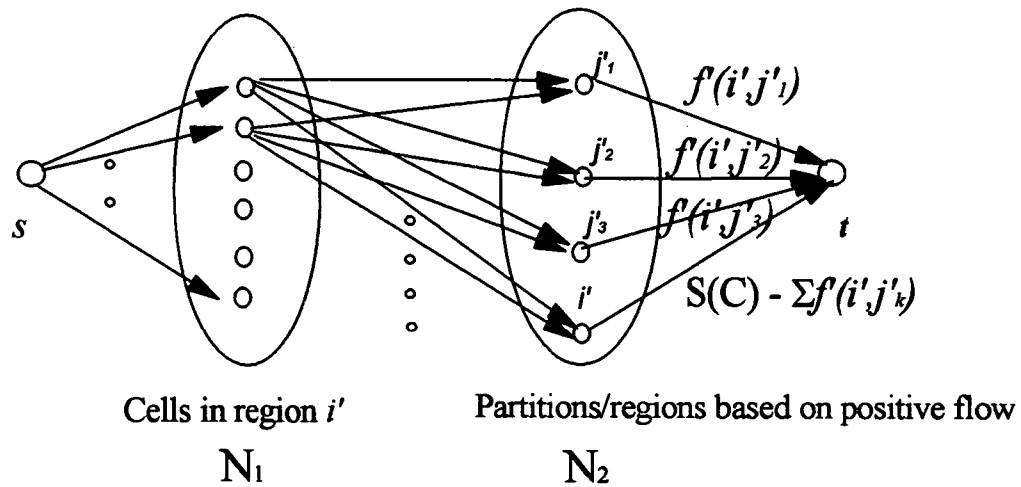 j'1
f'(i',j'1)
j'2
f'(i',j'2)
j'3
f'(i',j'3)
s
t
i'
S(C) - Σf'(i',j'k)
Cells in region i'
Partitions/regions based on positive flow
N1
N2